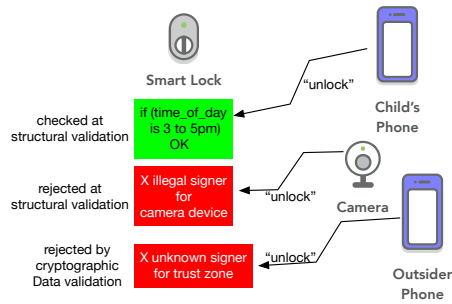 Smart Lock
"unlock"
Child's
Phone
checked at
structural validation
if (time_of_day
is 3 to 5pm)
OK
rejected at
structural validation
X illegal signer
for
camera device
"unlock"
Camera
rejected by
cryptographic
Data validation
X unknown signer
for trust zone
"unlock"
Outsider
Phone